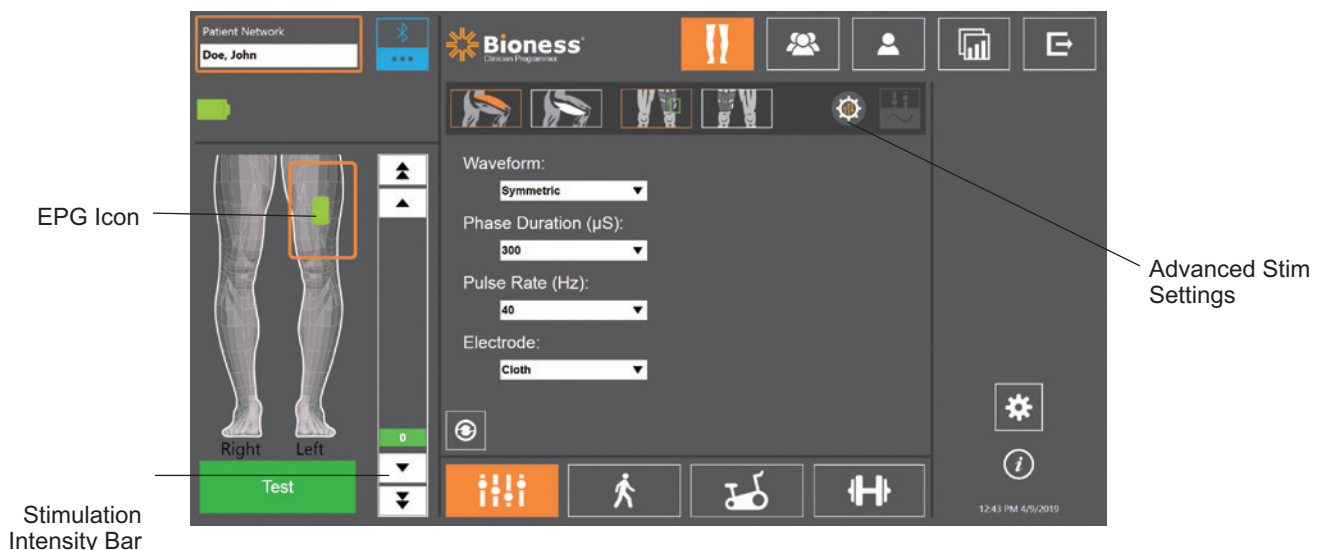 Patient Network
Doe, John
Bioness
Clinician Programmer
Waveform:
Symmetric
Phase Duration (µS):
300
Pulse Rate (Hz):
40
Electrode:
Cloth
EPG Icon
Advanced Stim
Settings
Right Left
0
Test
Stimulation
Intensity Bar
i
12:43 PM 4/9/2019